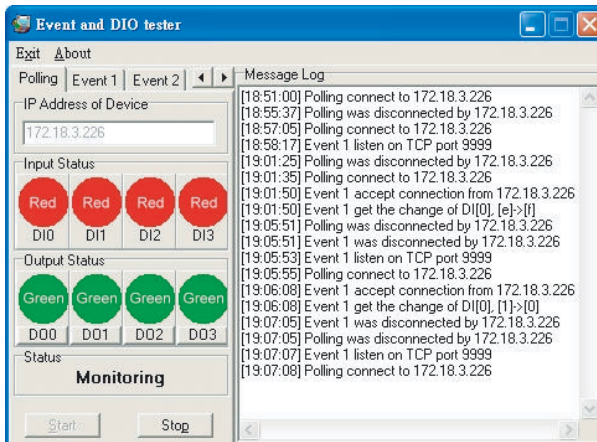 Event and DIO tester
Exit About
Polling Event 1 Event 2
IP Address of Device
172.18.3.226
Input Status
Red Red Red Red
DI0 DI1 DI2 DI3
Output Status
Green Green Green Green
DO0 DO1 DO2 DO3
Status
Monitoring
Start Stop
Message Log
[18:51:00] Polling connect to 172.18.3.226
[18:55:37] Polling was disconnected by 172.18.3.226
[18:57:05] Polling connect to 172.18.3.226
[18:58:17] Event 1 listen on TCP port 9999
[19:01:25] Polling was disconnected by 172.18.3.226
[19:01:35] Polling connect to 172.18.3.226
[19:01:50] Event 1 accept connection from 172.18.3.226
[19:01:50] Event 1 get the change of DI[0], [e]->[f]
[19:05:51] Polling was disconnected by 172.18.3.226
[19:05:51] Event 1 was disconnected by 172.18.3.226
[19:05:53] Event 1 listen on TCP port 9999
[19:05:55] Polling connect to 172.18.3.226
[19:06:08] Event 1 accept connection from 172.18.3.226
[19:06:08] Event 1 get the change of DI[0], [1]->[0]
[19:07:05] Event 1 was disconnected by 172.18.3.226
[19:07:05] Polling was disconnected by 172.18.3.226
[19:07:07] Event 1 listen on TCP port 9999
[19:07:08] Polling connect to 172.18.3.226